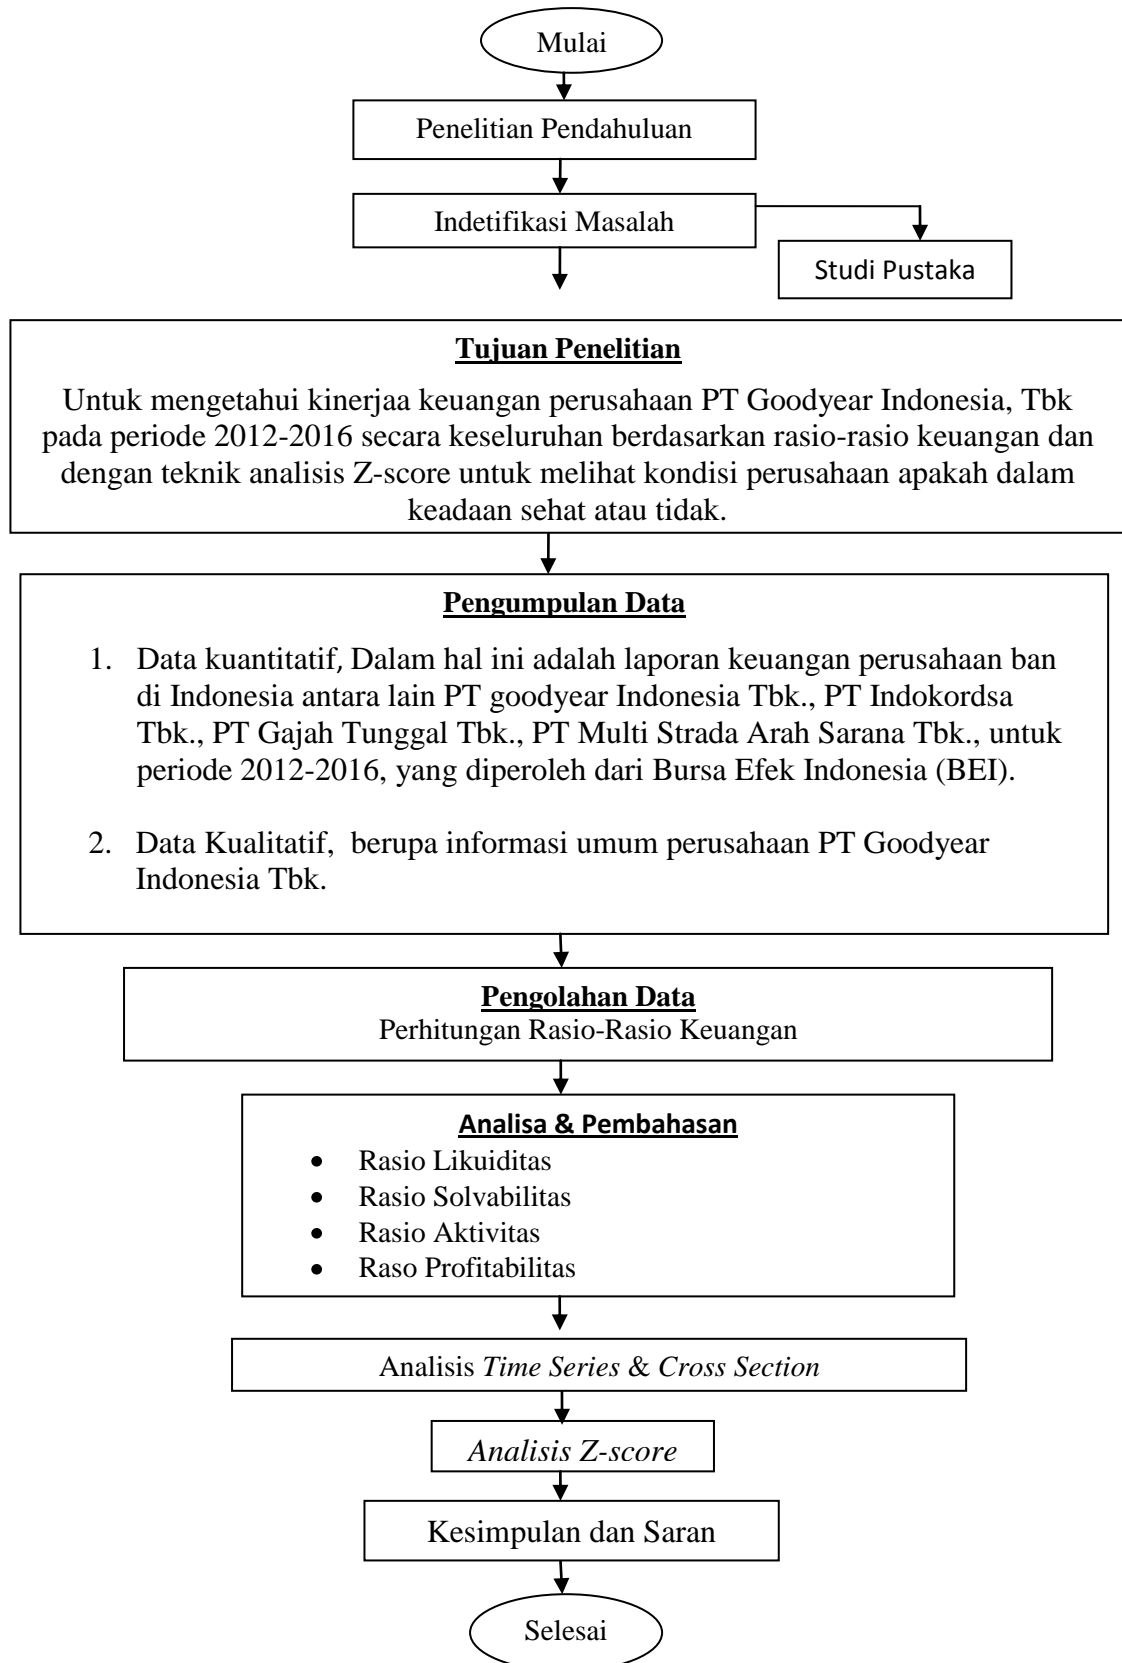 Mulai
Penelitian Pendahuluan
Indetifikasi Masalah
Studi Pustaka
Tujuan Penelitian
Untuk mengetahui kinerjaa keuangan perusahaan PT Goodyear Indonesia, Tbk
pada periode 2012-2016 secara keseluruhan berdasarkan rasio-rasio keuangan dan
dengan teknik analisis Z-score untuk melihat kondisi perusahaan apakah dalam
keadaan sehat atau tidak.
Pengumpulan Data
1. Data kuantitatif, Dalam hal ini adalah laporan keuangan perusahaan ban
di Indonesia antara lain PT goodyear Indonesia Tbk., PT Indokordsa
Tbk., PT Gajah Tunggal Tbk., PT Multi Strada Arah Sarana Tbk., untuk
periode 2012-2016, yang diperoleh dari Bursa Efek Indonesia (BEI).
2. Data Kualitatif, berupa informasi umum perusahaan PT Goodyear
Indonesia Tbk.
Pengolahan Data
Perhitungan Rasio-Rasio Keuangan
Analisa & Pembahasan
• Rasio Likuiditas
• Rasio Solvabilitas
• Rasio Aktivitas
• Raso Profitabilitas
Analisis Time Series & Cross Section
Analisis Z-score
Kesimpulan dan Saran
Selesai